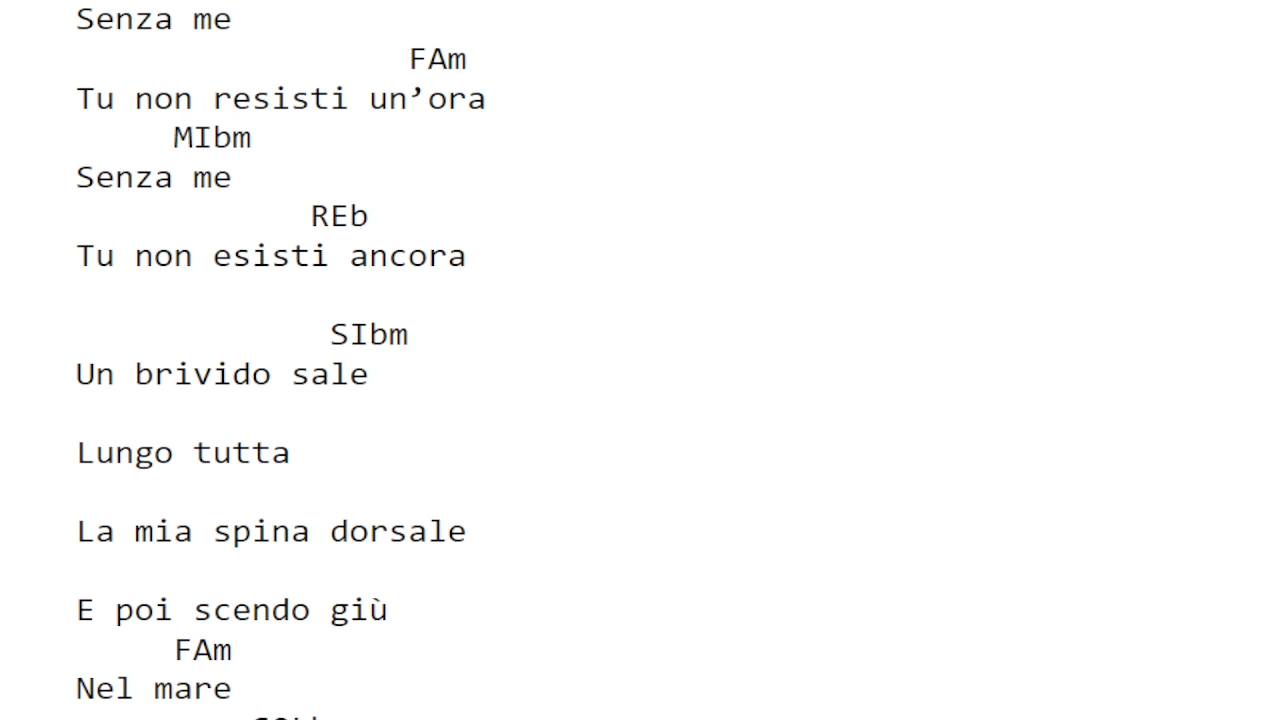 Senza me
FAm
Tu non resisti un’ora
MIbm
Senza me
REb
Tu non esisti ancora
SIbm
Un brivido sale
Lungo tutta
La mia spina dorsale
E poi scendo giù
FAm
Nel mare